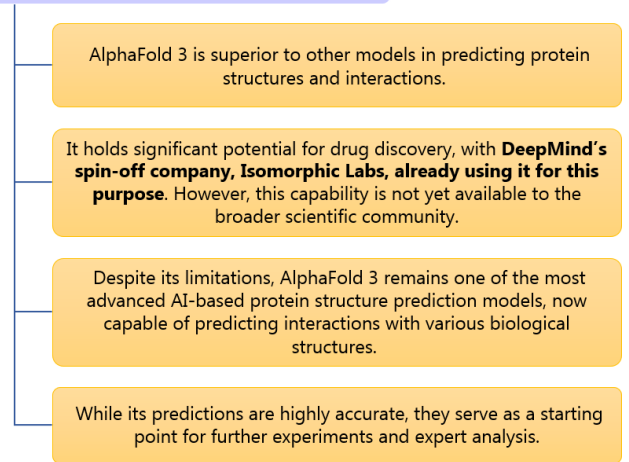 AlphaFold 3 is superior to other models in predicting protein
structures and interactions.
It holds significant potential for drug discovery, with DeepMind's
spin-off company, Isomorphic Labs, already using it for this
purpose. However, this capability is not yet available to the
broader scientific community.
Despite its limitations, AlphaFold 3 remains one of the most
advanced AI-based protein structure prediction models, now
capable of predicting interactions with various biological
structures.
While its predictions are highly accurate, they serve as a starting
point for further experiments and expert analysis.